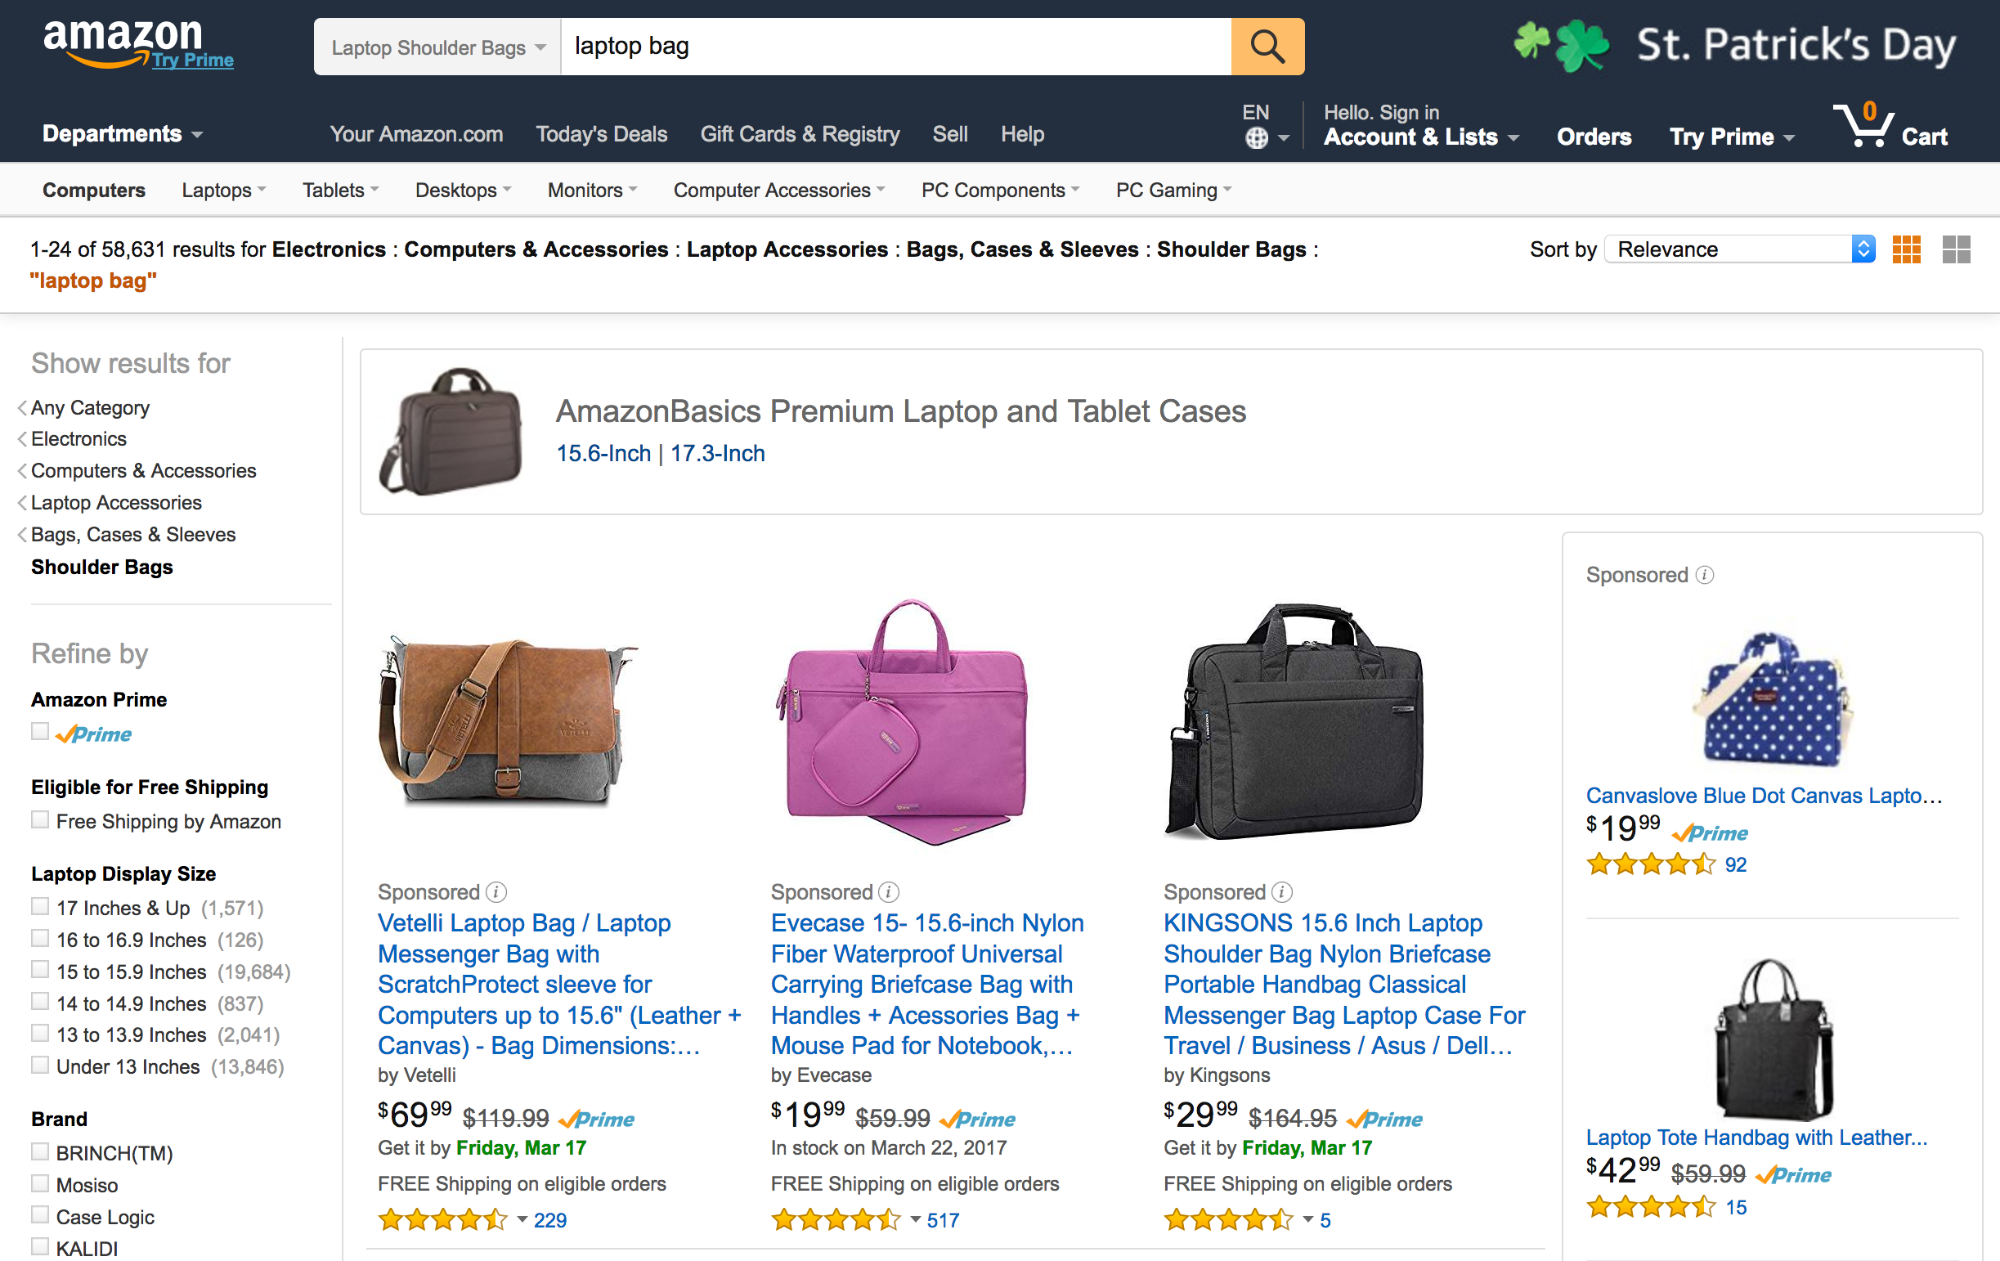 amazon
Try Prime
Laptop Shoulder Bags
laptop bag
St. Patrick's Day
Departments
Your Amazon.com
Today's Deals
Gift Cards & Registry
Sell
Help
EN
Hello. Sign in
Account & Lists
Orders
Try Prime
0
Cart
Computers
Laptops
Tablets
Desktops
Monitors
Computer Accessories
PC Components
PC Gaming
1-24 of 58,631 results for Electronics : Computers & Accessories : Laptop Accessories : Bags, Cases & Sleeves : Shoulder Bags :
"laptop bag"
Sort by
Relevance
Show results for
Any Category
Electronics
Computers & Accessories
Laptop Accessories
Bags, Cases & Sleeves
Shoulder Bags
Refine by
Amazon Prime
Prime
Eligible for Free Shipping
Free Shipping by Amazon
Laptop Display Size
17 Inches & Up (1,571)
16 to 16.9 Inches (126)
15 to 15.9 Inches (19,684)
14 to 14.9 Inches (837)
13 to 13.9 Inches (2,041)
Under 13 Inches (13,846)
Brand
BRINCH(TM)
Mosiso
Case Logic
KALIDI
AmazonBasics Premium Laptop and Tablet Cases
15.6-Inch | 17.3-Inch
VETELLI
VETELLI
Sponsored
Vetelli Laptop Bag / Laptop
Messenger Bag with
ScratchProtect sleeve for
Computers up to 15.6" (Leather +
Canvas) - Bag Dimensions:...
by Vetelli
$69 99 $119.99 Prime
Get it by Friday, Mar 17
FREE Shipping on eligible orders
229
Sponsored
Evecase 15- 15.6-inch Nylon
Fiber Waterproof Universal
Carrying Briefcase Bag with
Handles + Acessories Bag +
Mouse Pad for Notebook,...
by Evecase
$19 99 $59.99 Prime
In stock on March 22, 2017
FREE Shipping on eligible orders
517
Sponsored
KINGSONS 15.6 Inch Laptop
Shoulder Bag Nylon Briefcase
Portable Handbag Classical
Messenger Bag Laptop Case For
Travel / Business / Asus / Dell...
by Kingsons
$29 99 $164.95 Prime
Get it by Friday, Mar 17
FREE Shipping on eligible orders
5
Sponsored
Canvaslove Blue Dot Canvas Lapto...
$19 99 Prime
92
Laptop Tote Handbag with Leather...
$42 99 $59.99 Prime
15